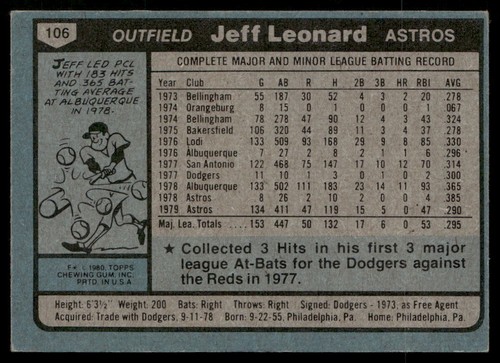 106 OUTFIELD Jeff Leonard ASTROS
JEFF LED PCL
WITH 183 HITS
AND .365 BAT-
TING AVERAGE
AT ALBUQUERQUE
IN 1978.
COMPLETE MAJOR AND MINOR LEAGUE BATTING RECORD
Year Club G AB R H 2B 3B HR RBI AVG.
1973 Bellingham 55 187 30 52 4 3 2 20 .278
1974 Orangeburg 8 15 0 1 0 0 0 1 .067
1974 Bellingham 78 278 47 90 12 4 3 43 .324
1975 Bakersfield 106 320 44 89 11 3 4 37 .278
1976 Lodi 133 509 93 168 29 9 8 85 .330
1976 Albuquerque 7 27 2 8 2 1 1 6 .296
1977 San Antonio 122 468 75 147 17 10 12 70 .314
1977 Dodgers 11 10 1 3 0 1 0 2 .300
1978 Albuquerque 133 502 111 183 23 14 11 93 .365
1978 Astros 8 26 2 10 2 0 0 4 .385
1979 Astros 134 411 47 119 15 5 0 47 .290
Maj. Lea. Totals 153 447 50 132 17 6 0 53 .295
★ Collected 3 Hits in his first 3 major
league At-Bats for the Dodgers against
the Reds in 1977.
© 1980 TOPPS
CHEWING GUM, INC.
PRTD. IN U.S.A.
Height: 6'3½" Weight: 200 Bats: Right Throws: Right Signed: Dodgers - 1973, as Free Agent
Acquired: Trade with Dodgers, 9-11-78 Born: 9-22-55, Philadelphia, Pa. Home: Philadelphia, Pa.